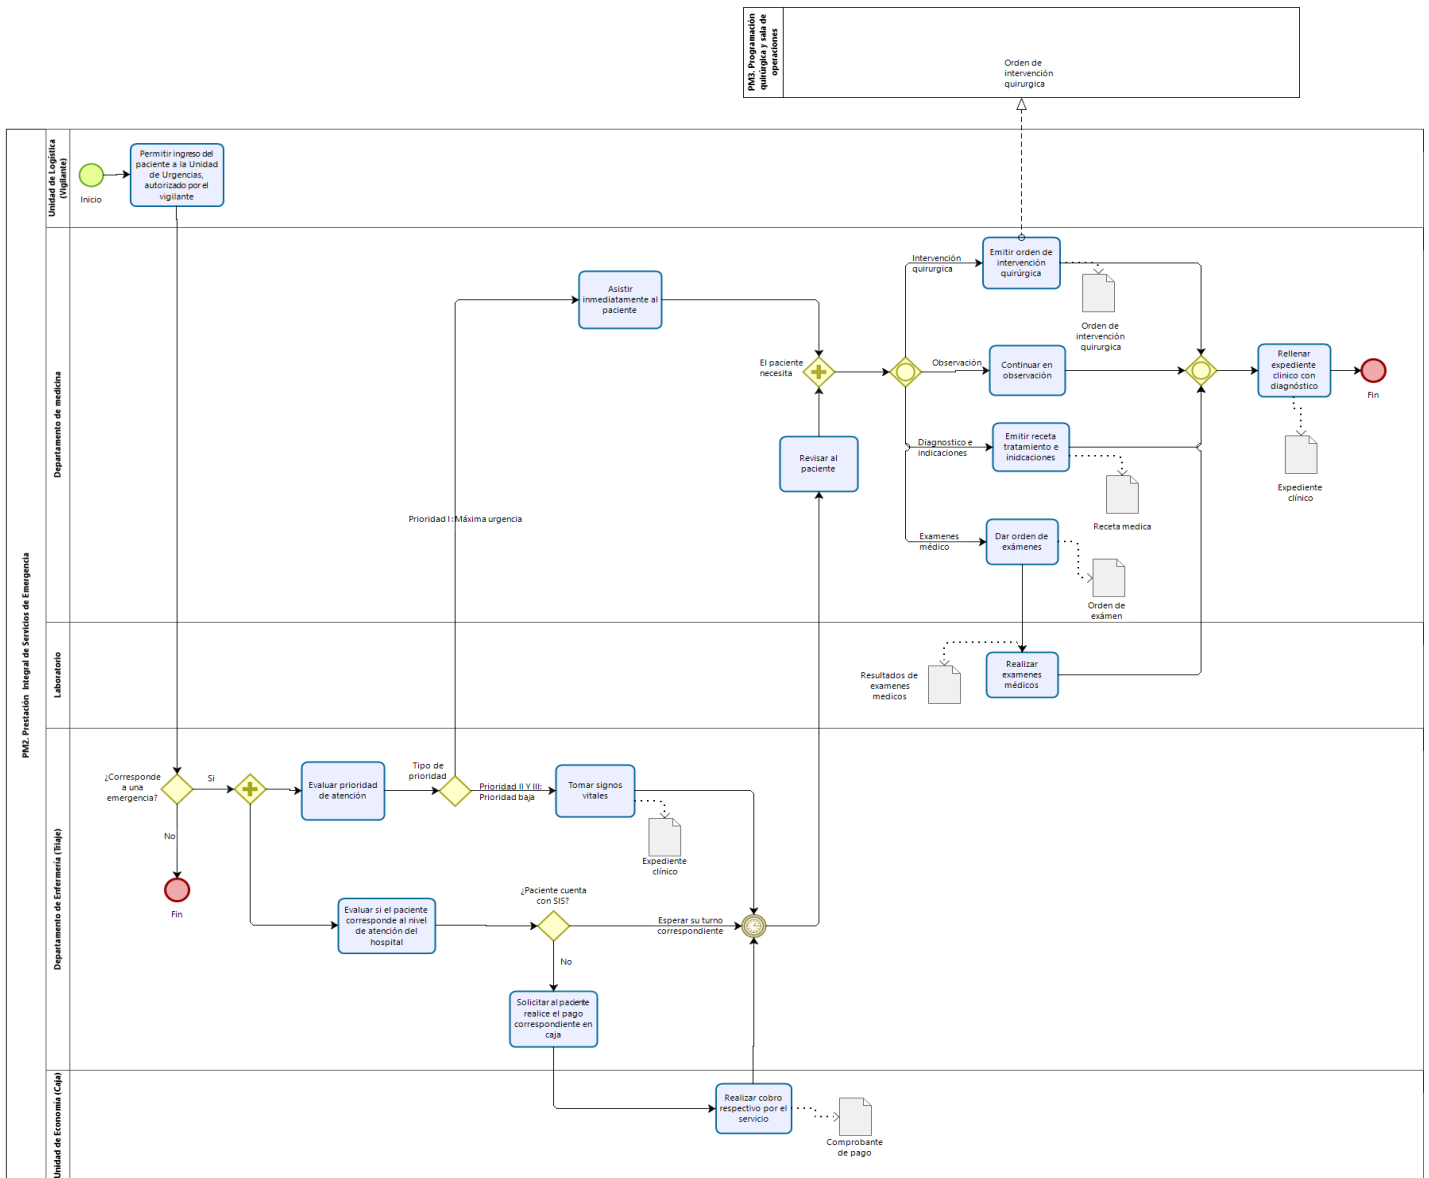 PM3. Programación
quirúrgica y sala de
operaciones
Orden de
intervención
quirurgica
PM2. Prestación Integral de Servicios de Emergencia
Unidad de Logística
(Vigilante)
Inicio
Permitir ingreso del
paciente a la Unidad
de Urgencias,
autorizado por el
vigilante
Departamento de medicina
Asistir
inmediatamente al
paciente
Prioridad I: Máxima urgencia
El paciente
necesita
Revisar al
paciente
Intervención
quirurgica
Emitir orden de
intervención
quirúrgica
Orden de
intervención
quirurgica
Observación
Continuar en
observación
Diagnostico e
indicaciones
Emitir receta
tratamiento e
inidcaciones
Receta medica
Examenes
médico
Dar orden de
exámenes
Orden de
exámen
Rellenar
expediente
clinico con
diagnóstico
Fin
Expediente
clínico
Laboratorio
Resultados de
examenes
medicos
Realizar
examenes
médicos
Departamento de Enfermería (Triaje)
¿Corresponde
a una
emergencia?
Si
No
Fin
Evaluar prioridad
de atención
Tipo de
prioridad
Prioridad II Y III:
Prioridad baja
Tomar signos
vitales
Expediente
clínico
Evaluar si el paciente
corresponde al nivel
de atención del
hospital
¿Paciente cuenta
con SIS?
Esperar su turno
correspondiente
No
Solicitar al paciente
realice el pago
correspondiente en
caja
Unidad de Economía (Caja)
Realizar cobro
respectivo por el
servicio
Comprobante
de pago